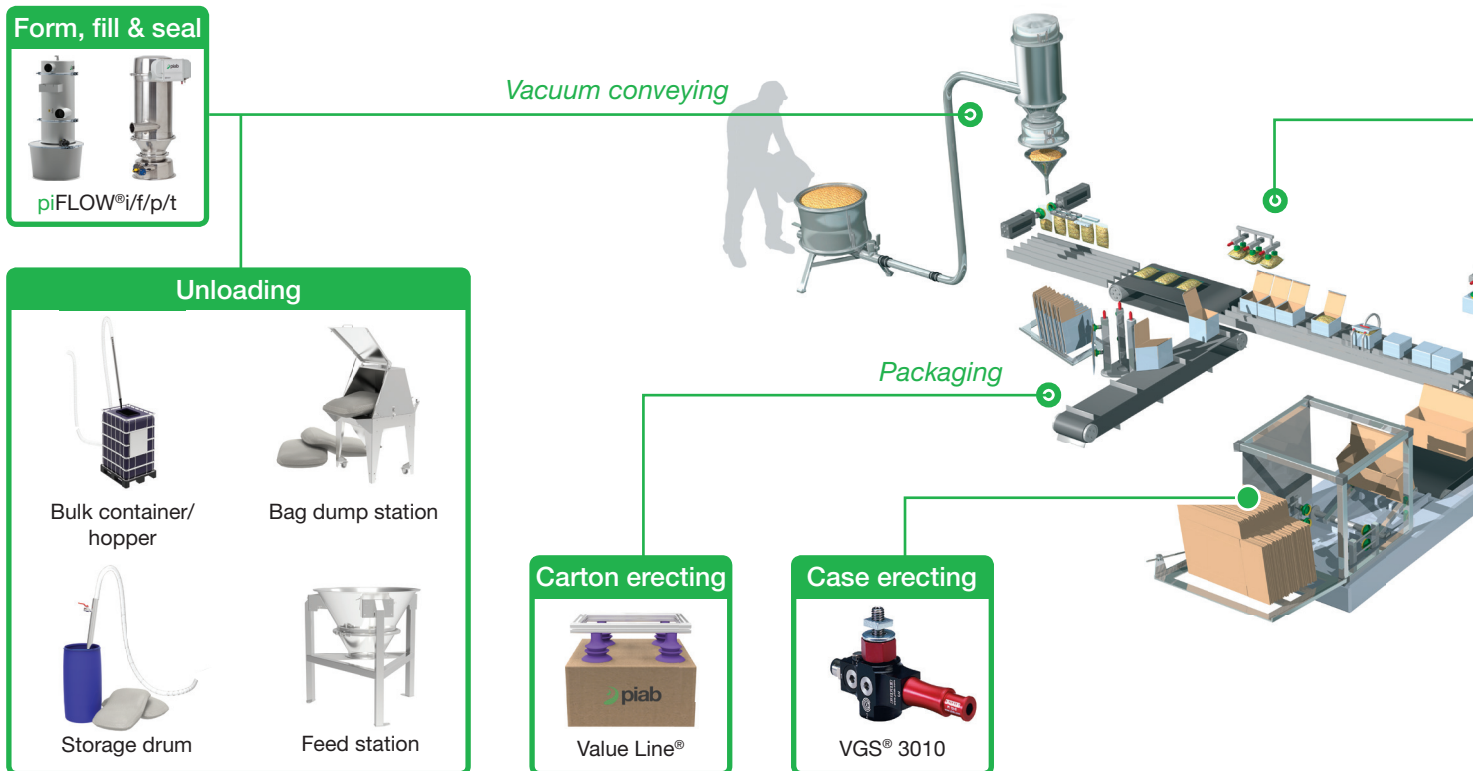 Form, fill & seal
piab
piFLOW®i/f/p/t
Vacuum conveying
Unloading
Bulk container/
hopper
Bag dump station
Storage drum
Feed station
Packaging
Carton erecting
piab
Value Line®
Case erecting
VGS® 3010